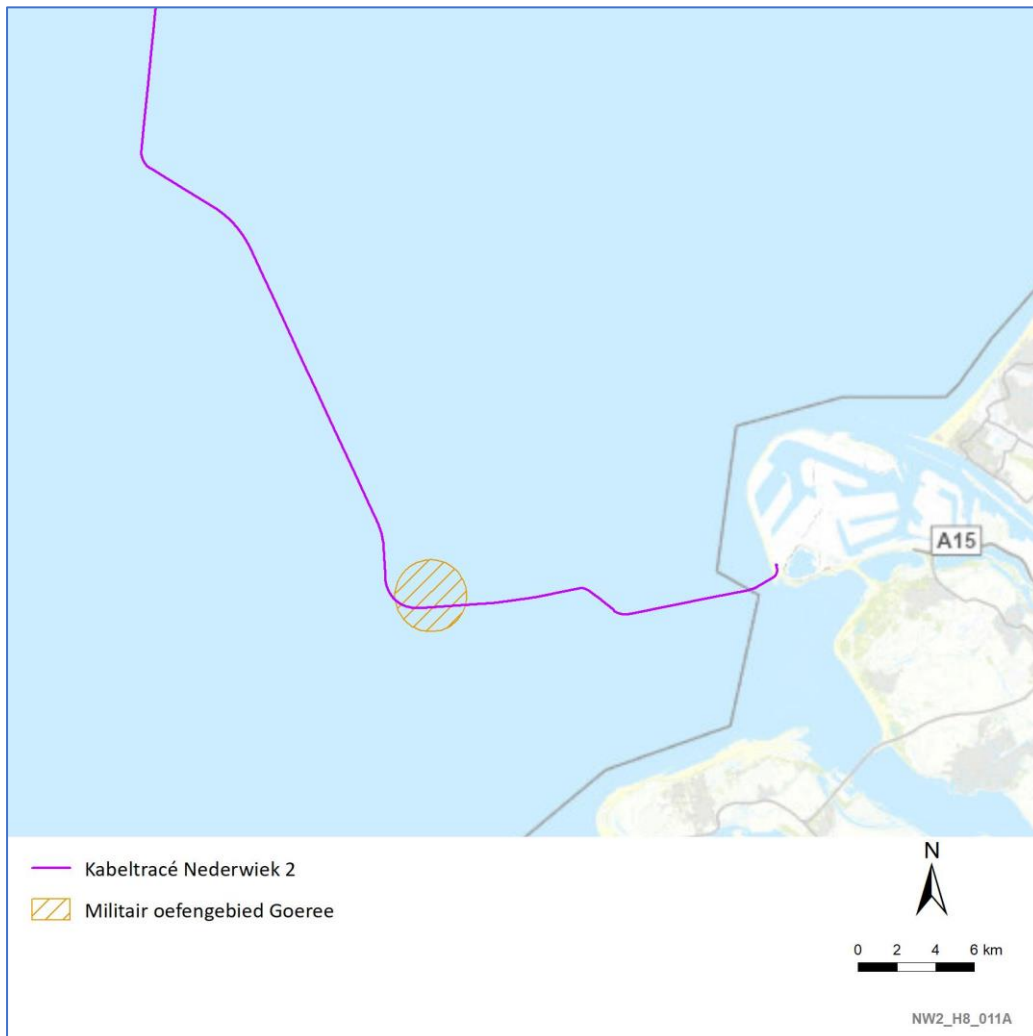 A15
Kabeltracé Nederwiek 2
Militair oefengebied Goeree
N
0 2 4 6 km
NW2_H8_011A